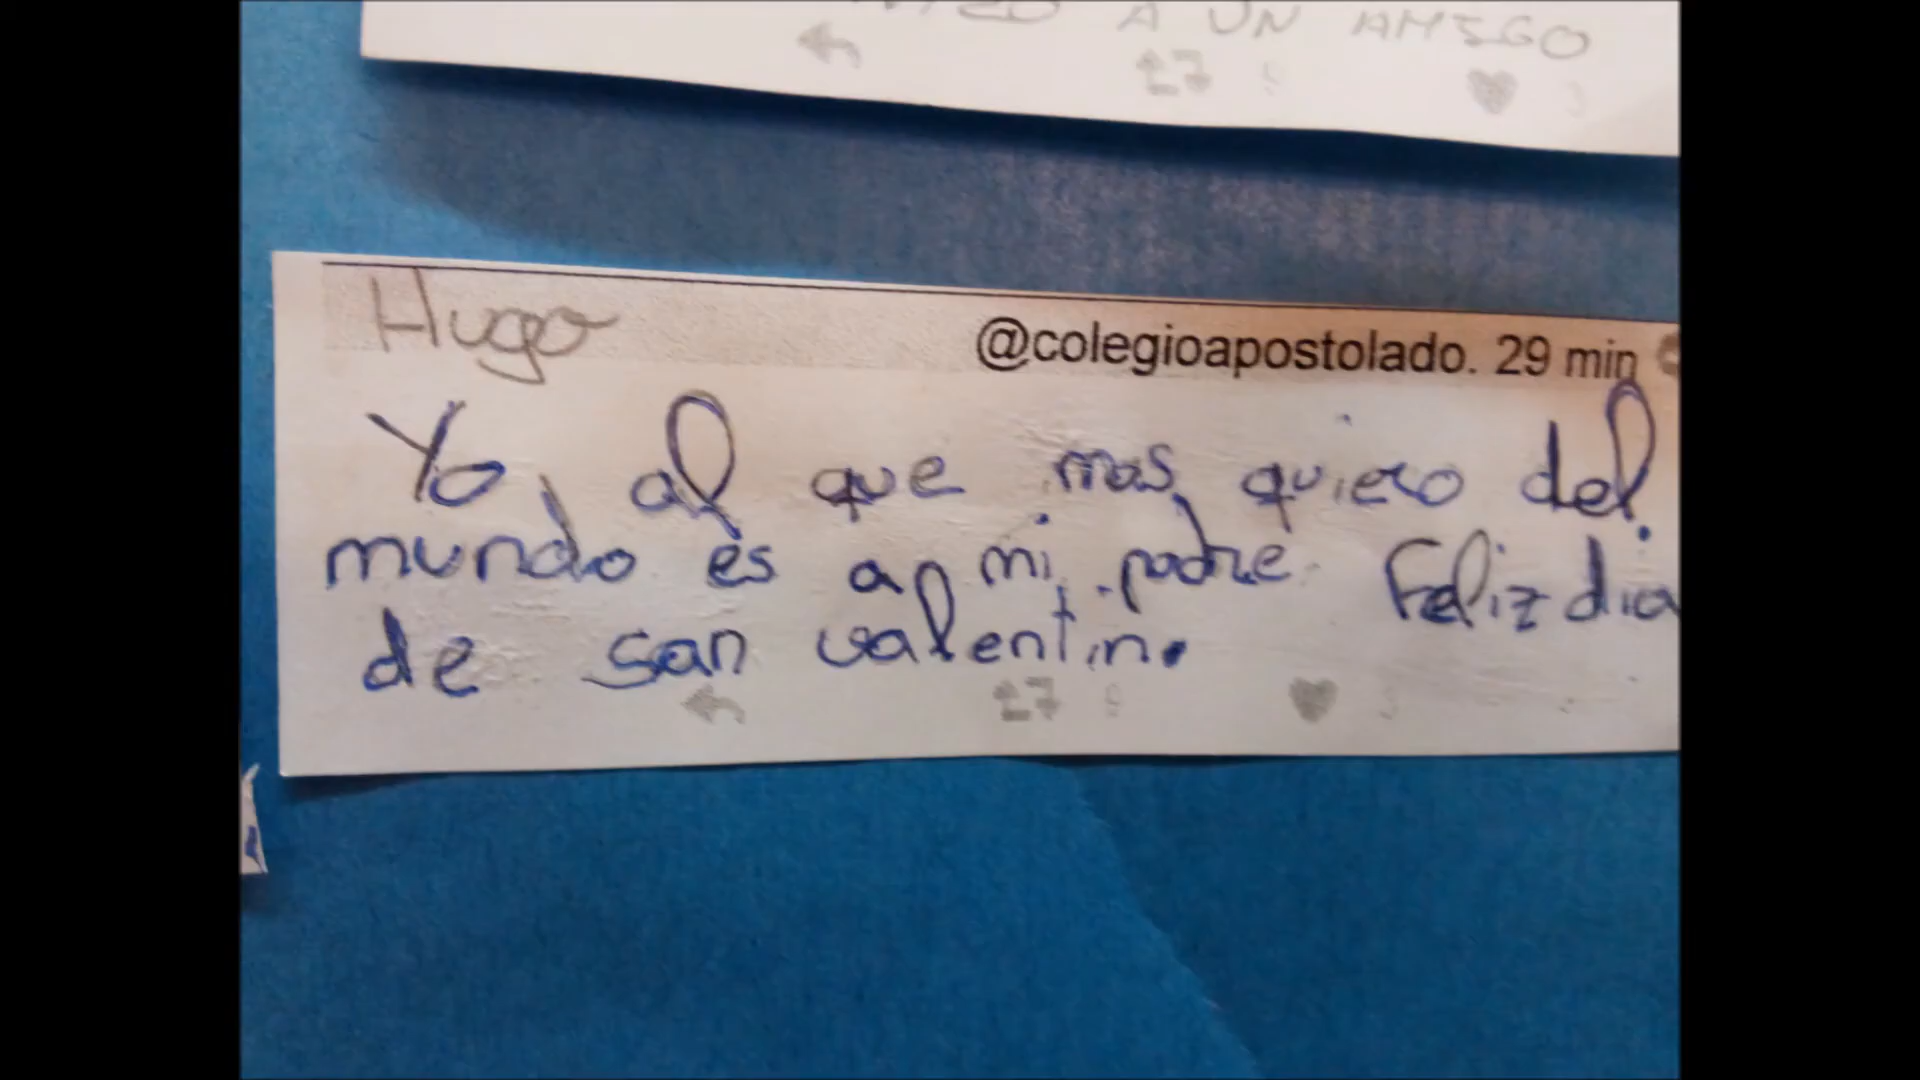 A UN AMIGO
Hugo
@colegioapostolado. 29 min
Yo al que mas quiero del
mundo es a mi padre. Feliz dia
de san valentin.